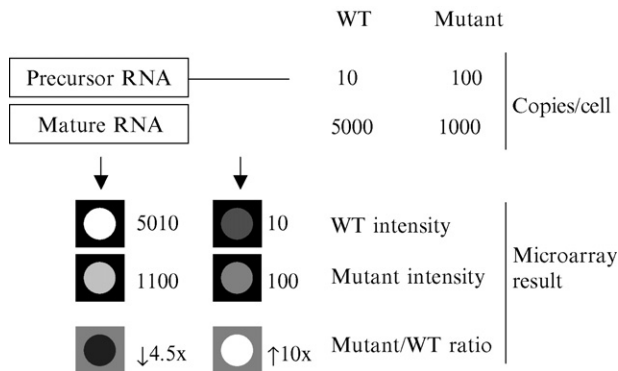 WT Mutant
Precursor RNA 10 100
Mature RNA 5000 1000
Copies/cell
5010 10 WT intensity
1100 100 Mutant intensity
Microarray
result
↓4.5x ↑10x Mutant/WT ratio